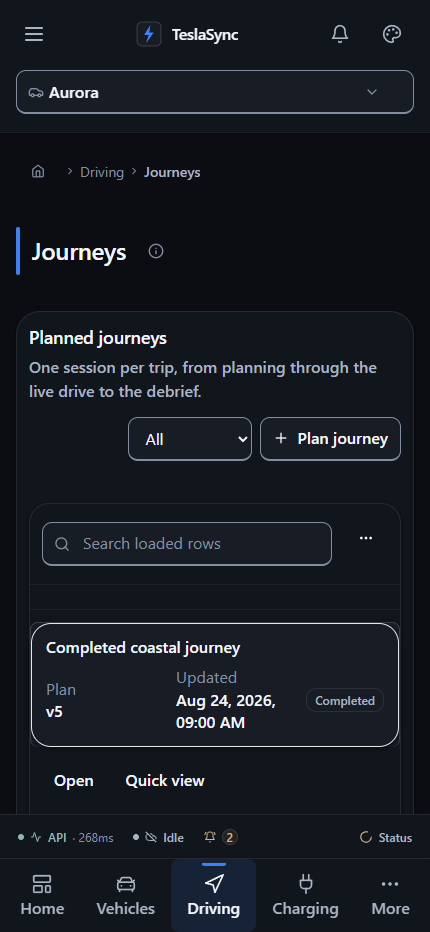 TeslaSync
Aurora
Driving
Journeys
Journeys
Planned journeys
One session per trip, from planning through the
live drive to the debrief.
All
+ Plan journey
Search loaded rows
Completed coastal journey
Plan
v5
Updated
Aug 24, 2026,
09:00 AM
Completed
Open
Quick view
API · 268ms
Idle
2
Status
Home
Vehicles
Driving
Charging
More